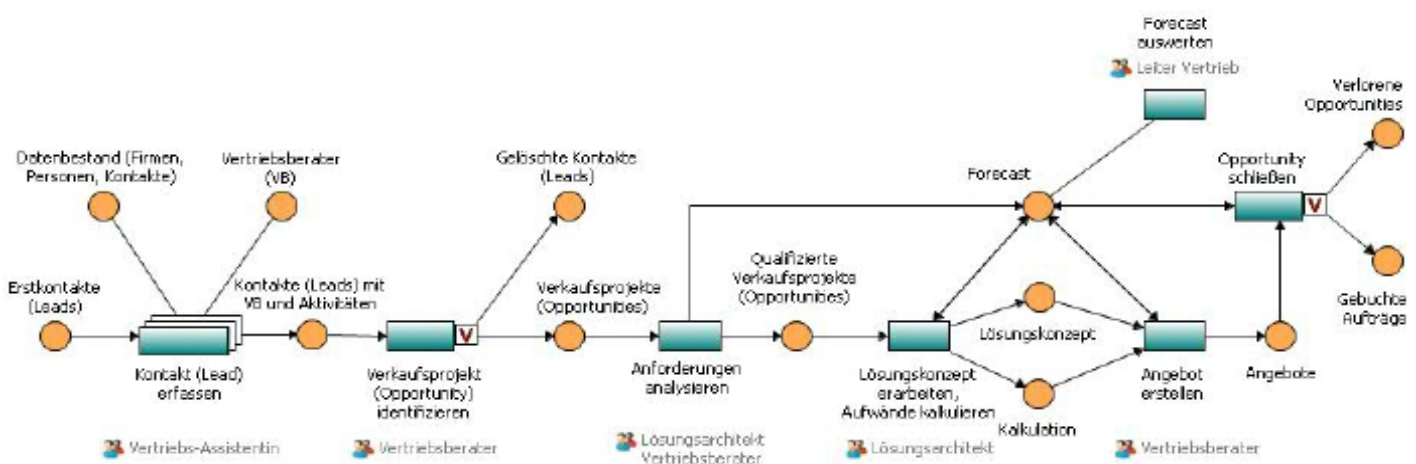 Forecast
auswerten
Leiter Vertrieb
Verlorene
Opportunities
Datenbestand (Firmen,
Personen, Kontakte)
Vertriebsberater
(VB)
Gelöschte Kontakte
(Leads)
Forecast
Opportunity
schließen
V
Erstkontakte
(Leads)
Kontakte (Leads) mit
VB und Aktivitäten
Verkaufsprojekte
(Opportunities)
Qualifizierte
Verkaufsprojekte
(Opportunities)
Gebuchte
Aufträge
V
Lösungskonzept
Kontakt (Lead)
erfassen
Verkaufsprojekt
(Opportunity)
identifizieren
Anforderungen
analysieren
Lösungskonzept
erarbeiten,
Aufwände kalkulieren
Kalkulation
Angebot
erstellen
Angebote
Vertriebs-Assistentin
Vertriebsberater
Lösungsarchitekt
Vertriebsberater
Lösungsarchitekt
Vertriebsberater